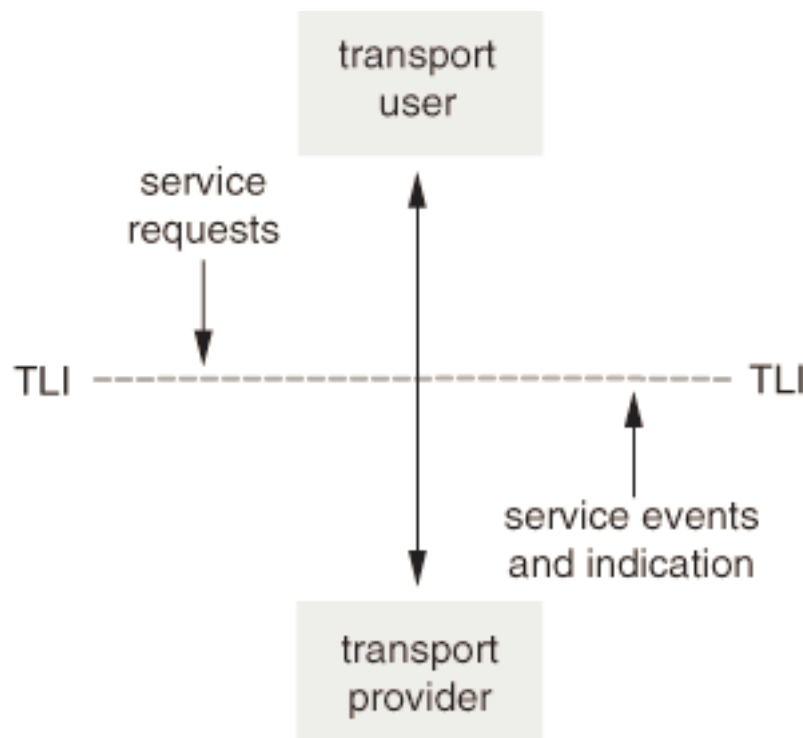 transport
user
service
requests
TLI
TLI
service events
and indication
transport
provider